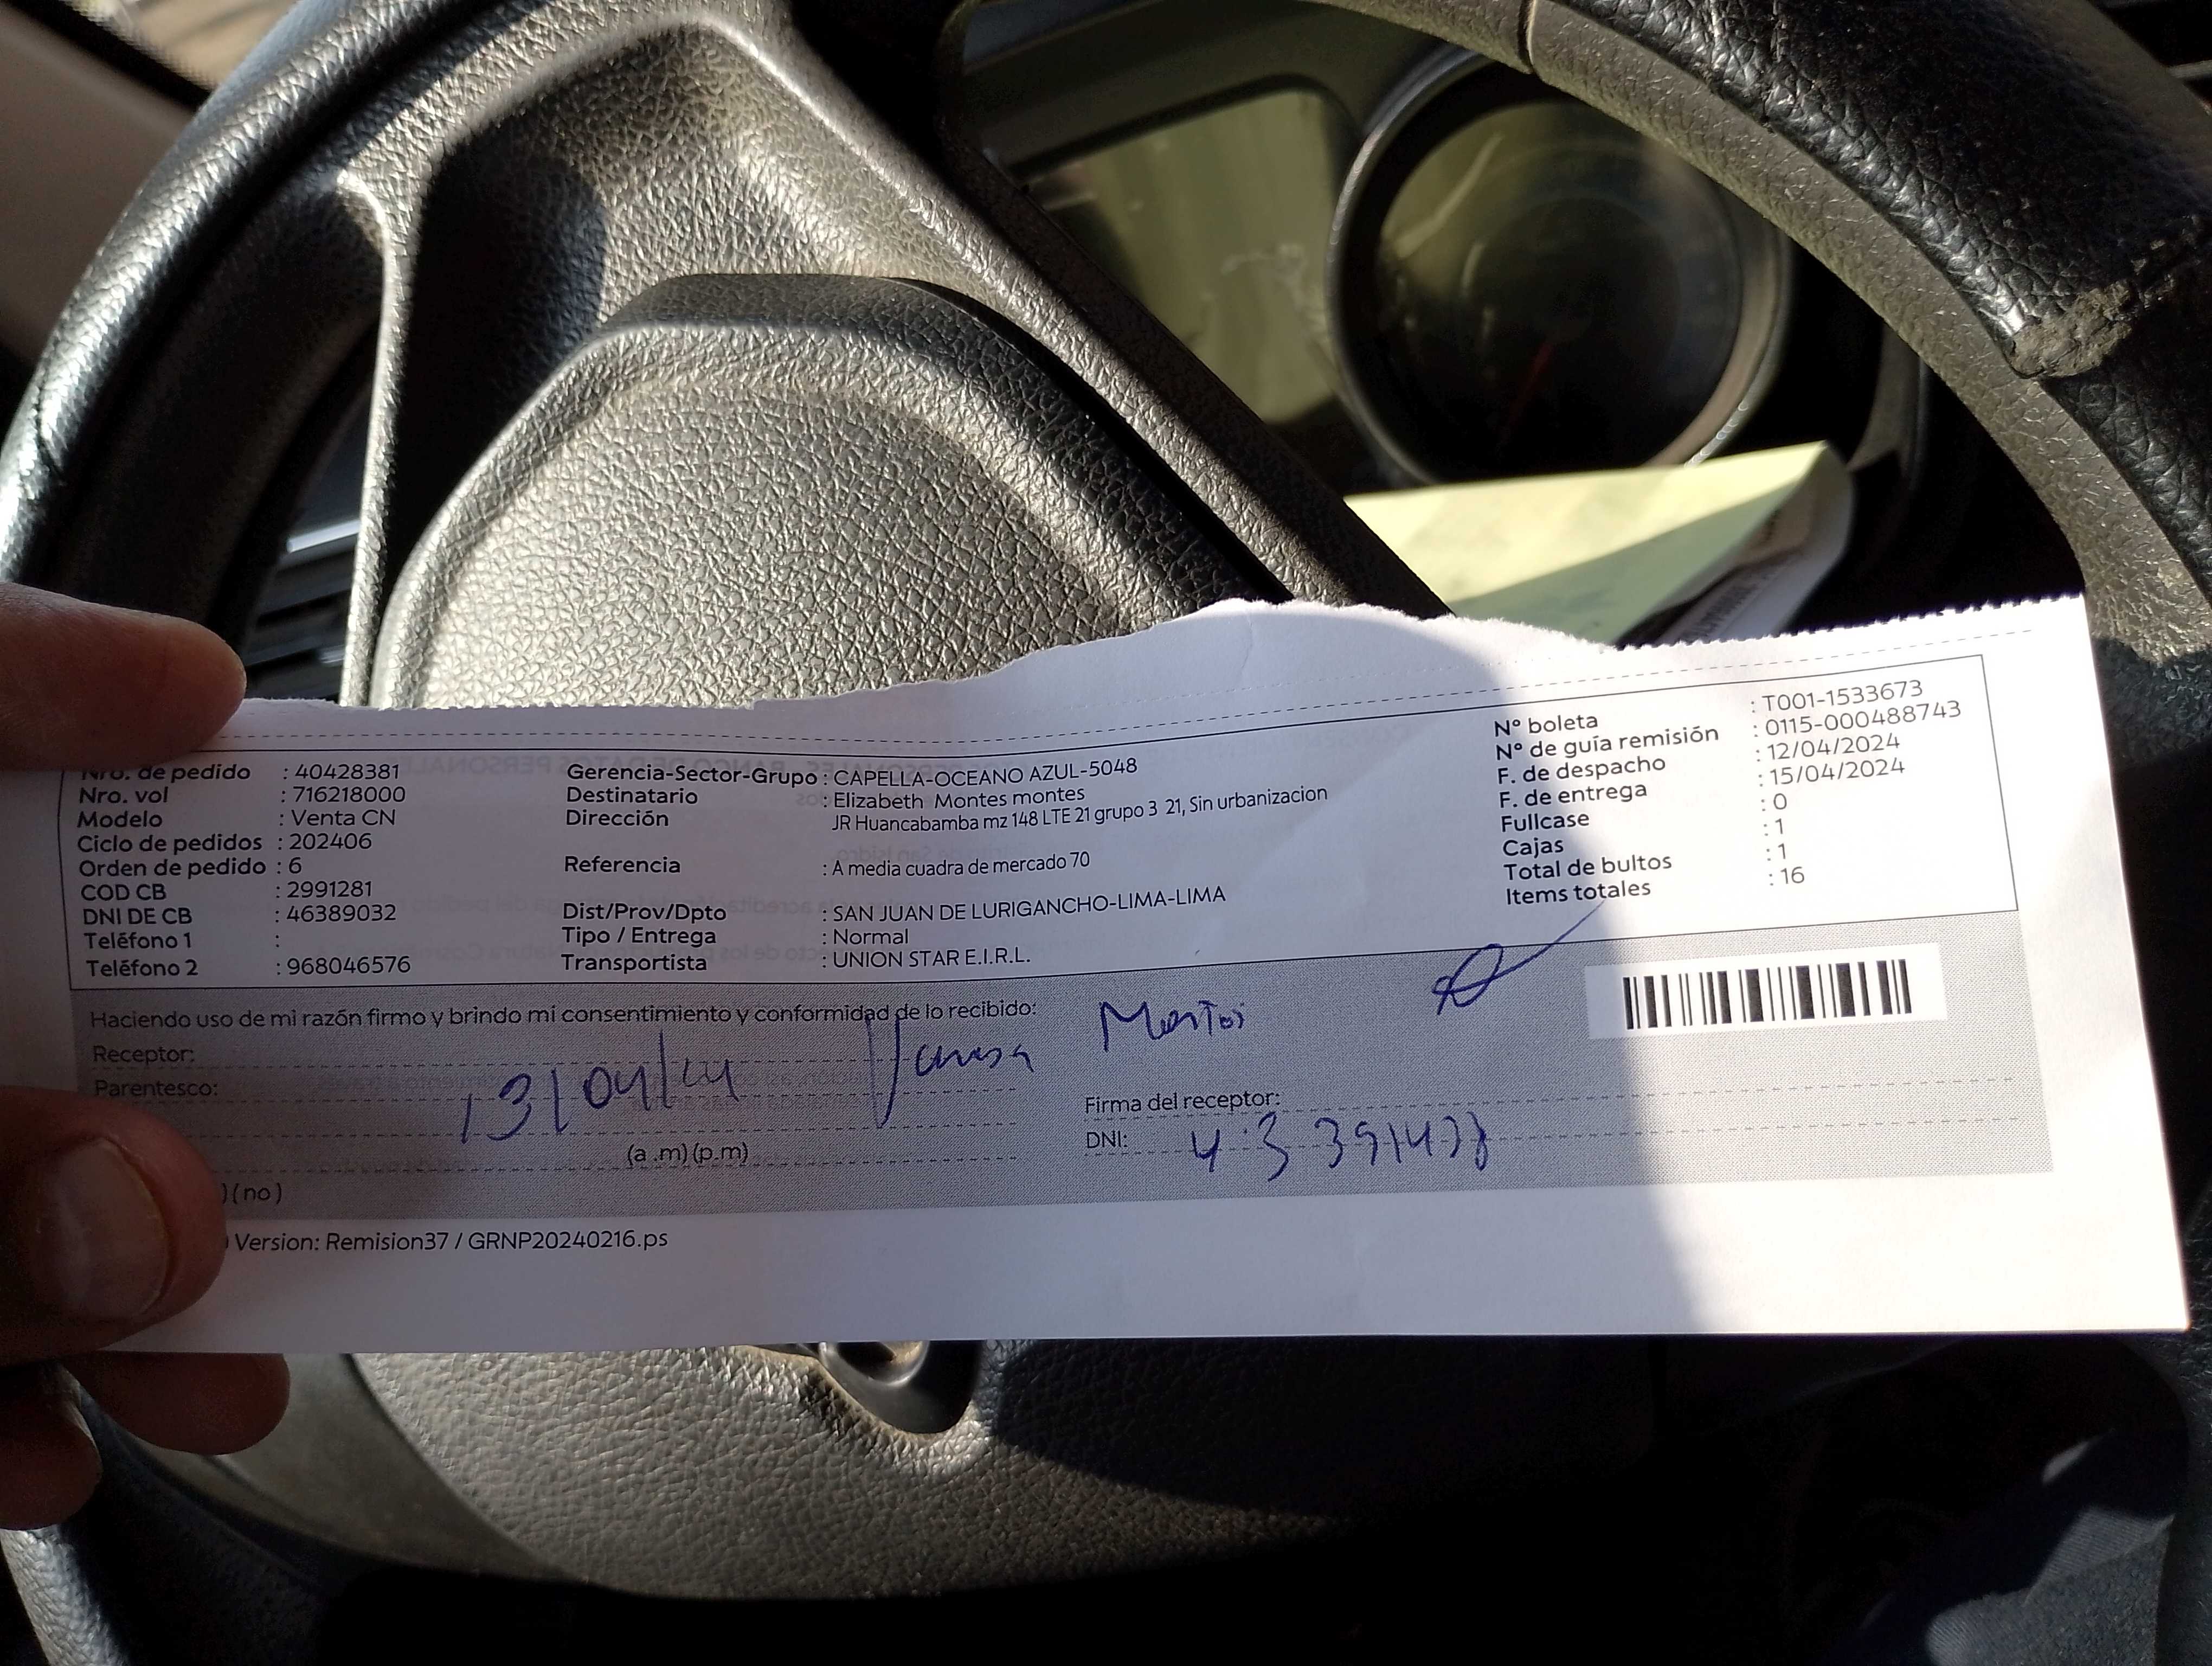 Nro. de pedido : 40428381
Nro. vol : 716218000
Modelo : Venta CN
Ciclo de pedidos : 202406
Orden de pedido : 6
COD CB : 2991281
DNI DE CB : 46389032
Teléfono 1 :
Teléfono 2 : 968046576
Gerencia-Sector-Grupo : CAPELLA-OCEANO AZUL-5048
Destinatario : Elizabeth Montes montes
Dirección JR Huancabamba mz 148 LTE 21 grupo 3 21, Sin urbanizacion
Referencia : A media cuadra de mercado 70
Dist/Prov/Dpto : SAN JUAN DE LURIGANCHO-LIMA-LIMA
Tipo / Entrega : Normal
Transportista : UNION STAR E.I.R.L.
N° boleta : T001-1533673
N° de guía remisión : 0115-000488743
F. de despacho : 12/04/2024
F. de entrega : 15/04/2024
Fullcase : 0
Cajas : 1
Total de bultos : 1
Items totales : 16
Haciendo uso de mi razón firmo y brindo mi consentimiento y conformidad de lo recibido:
Receptor:
Parentesco:
13/04/24
(a .m) (p.m)
) ( no )
Firma del receptor:
DNI:
Version: Remision37 / GRNP20240216.ps